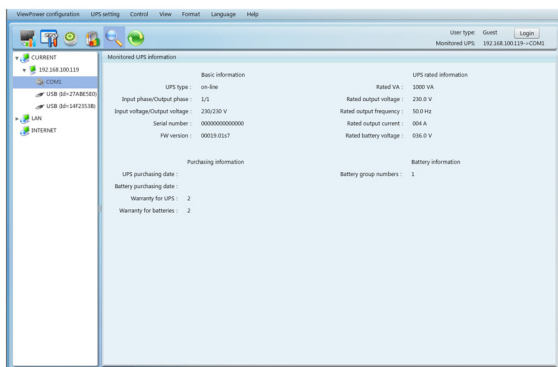 ViewPower configuration UPS setting Control View Format Language Help
User type: Guest Login
Monitored UPS: 192.168.100.119->COM1
CURRENT
192.168.100.119
COM1
USB (Id=27ABE5E0)
USB (Id=14F2353B)
LAN
INTERNET
Monitored UPS information
Basic information
UPS type : on-line
Input phase/Output phase : 1/1
Input voltage/Output voltage : 230/230 V
Serial number : 00000000000000
FW version : 00019.01s7
UPS rated information
Rated VA : 1000 VA
Rated output voltage : 230.0 V
Rated output frequency : 50.0 Hz
Rated output current : 004 A
Rated battery voltage : 036.0 V
Purchasing information
UPS purchasing date :
Battery purchasing date :
Warranty for UPS : 2
Warranty for batteries : 2
Battery information
Battery group numbers : 1